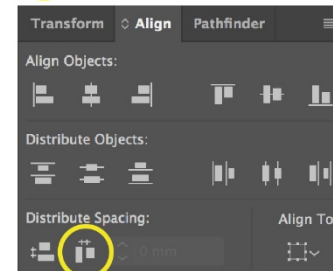 Transform Align Pathfinder
Align Objects:
Distribute Objects:
Distribute Spacing: Align To
0 mm